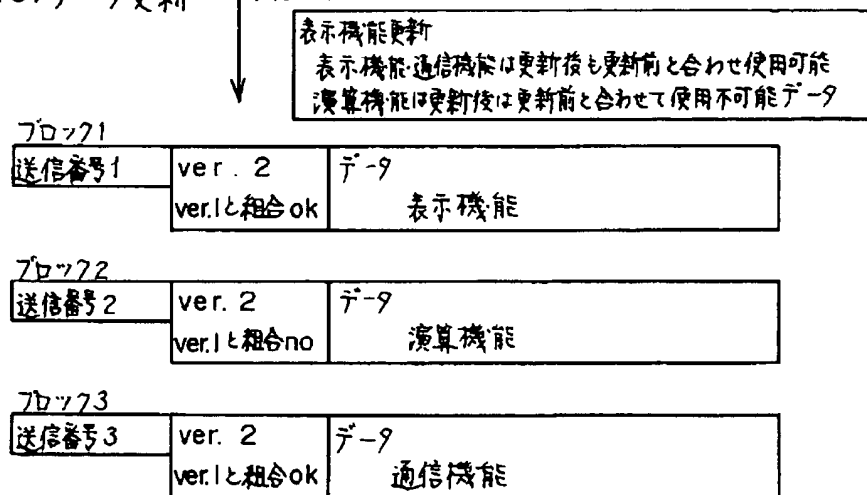 データ更新
表示機能更新
表示機能・通信機能は更新後も更新前と合わせ使用可能
演算機能は更新後は更新前と合わせて使用不可能データ
ブロック1
送信番号1
ver. 2
ver.1と組合ok
データ
表示機能
ブロック2
送信番号2
ver. 2
ver.1と組合no
データ
演算機能
ブロック3
送信番号3
ver. 2
ver.1と組合ok
データ
通信機能